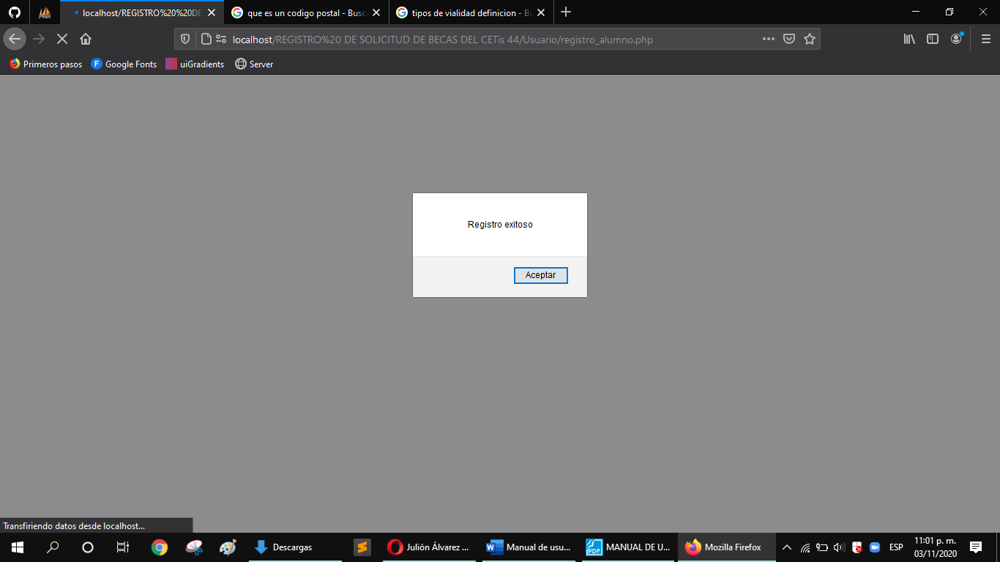 localhost/REGISTRO%20%20DE
que es un codigo postal - Busc
tipos de vialidad definicion - Bu
localhost/REGISTRO%20 DE SOLICITUD DE BECAS DEL CETis 44/Usuario/registro_alumno.php
Primeros pasos
Google Fonts
uiGradients
Server
Registro exitoso
Aceptar
Transfiriendo datos desde localhost...
Descargas
Julión Álvarez ...
Manual de usu...
MANUAL DE U...
Mozilla Firefox
ESP
11:01 p. m.
03/11/2020